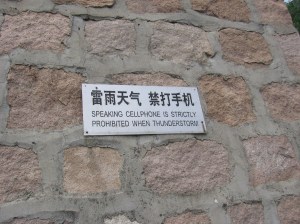 雷雨天气 禁打手机
SPEAKING CELLPHONE IS STRICTLY
PROHIBITED WHEN THUNDERSTORM